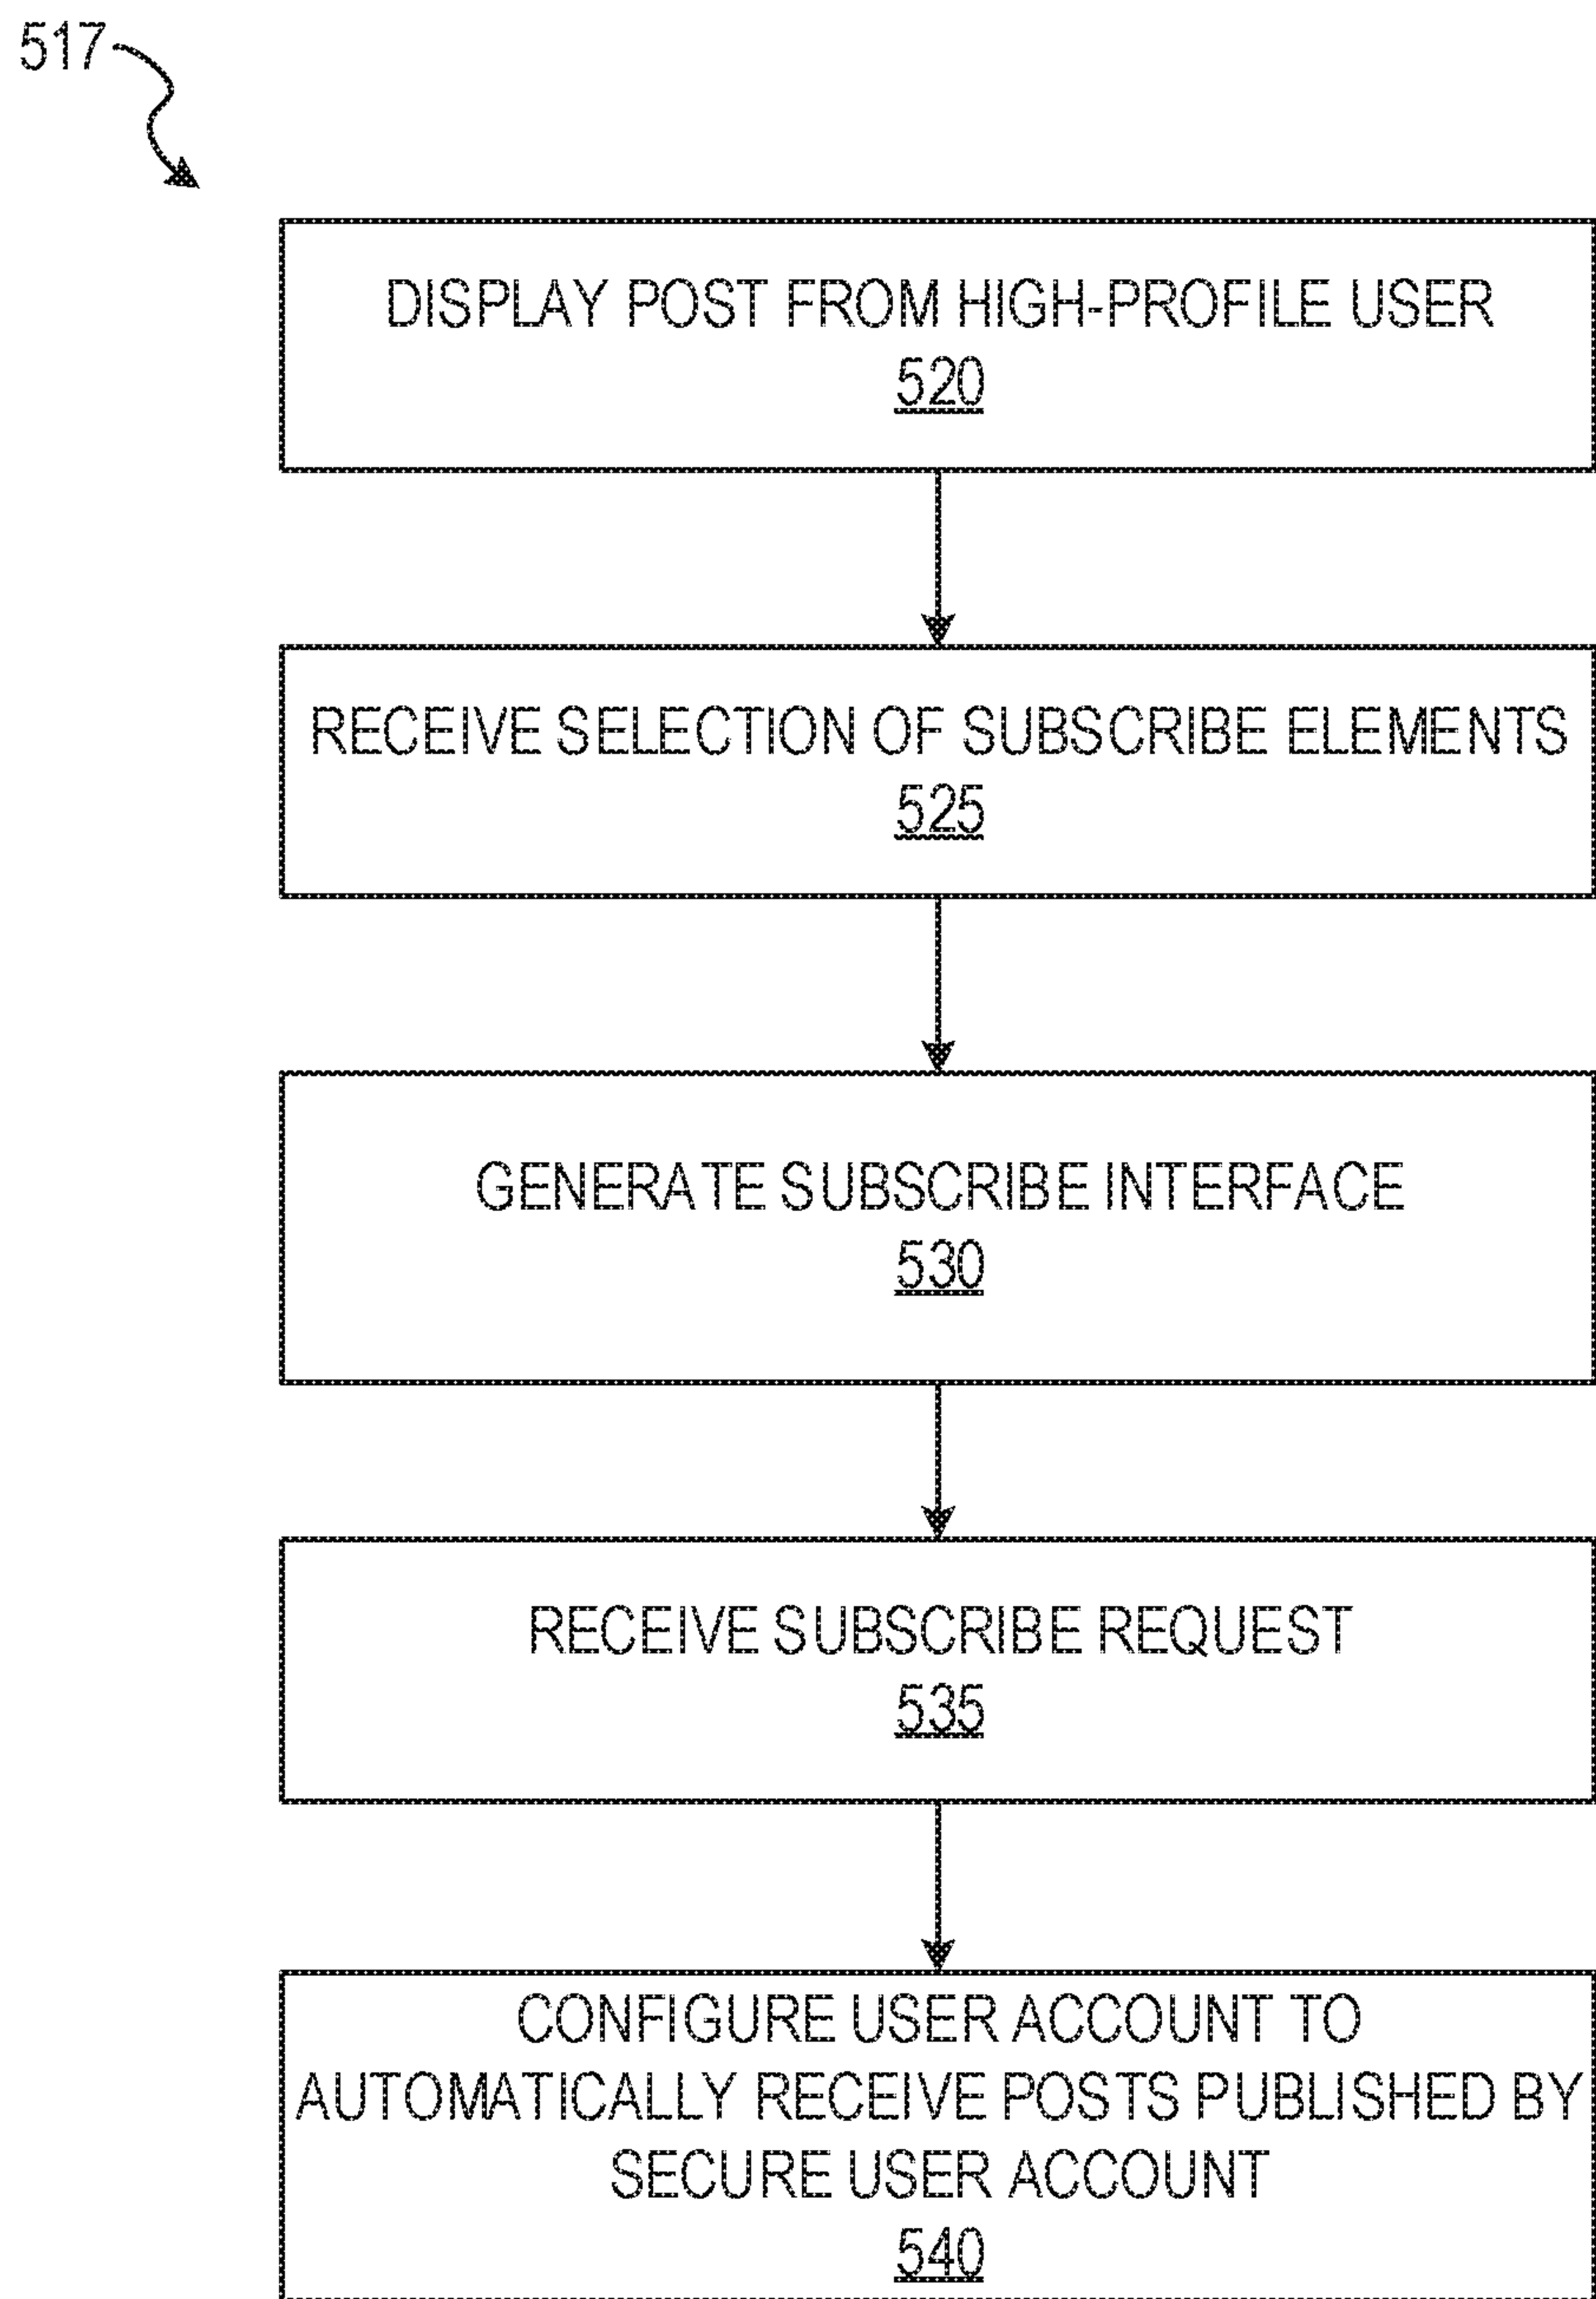 517
DISPLAY POST FROM HIGH-PROFILE USER
520
RECEIVE SELECTION OF SUBSCRIBE ELEMENTS
525
GENERATE SUBSCRIBE INTERFACE
530
RECEIVE SUBSCRIBE REQUEST
535
CONFIGURE USER ACCOUNT TO
AUTOMATICALLY RECEIVE POSTS PUBLISHED BY
SECURE USER ACCOUNT
540